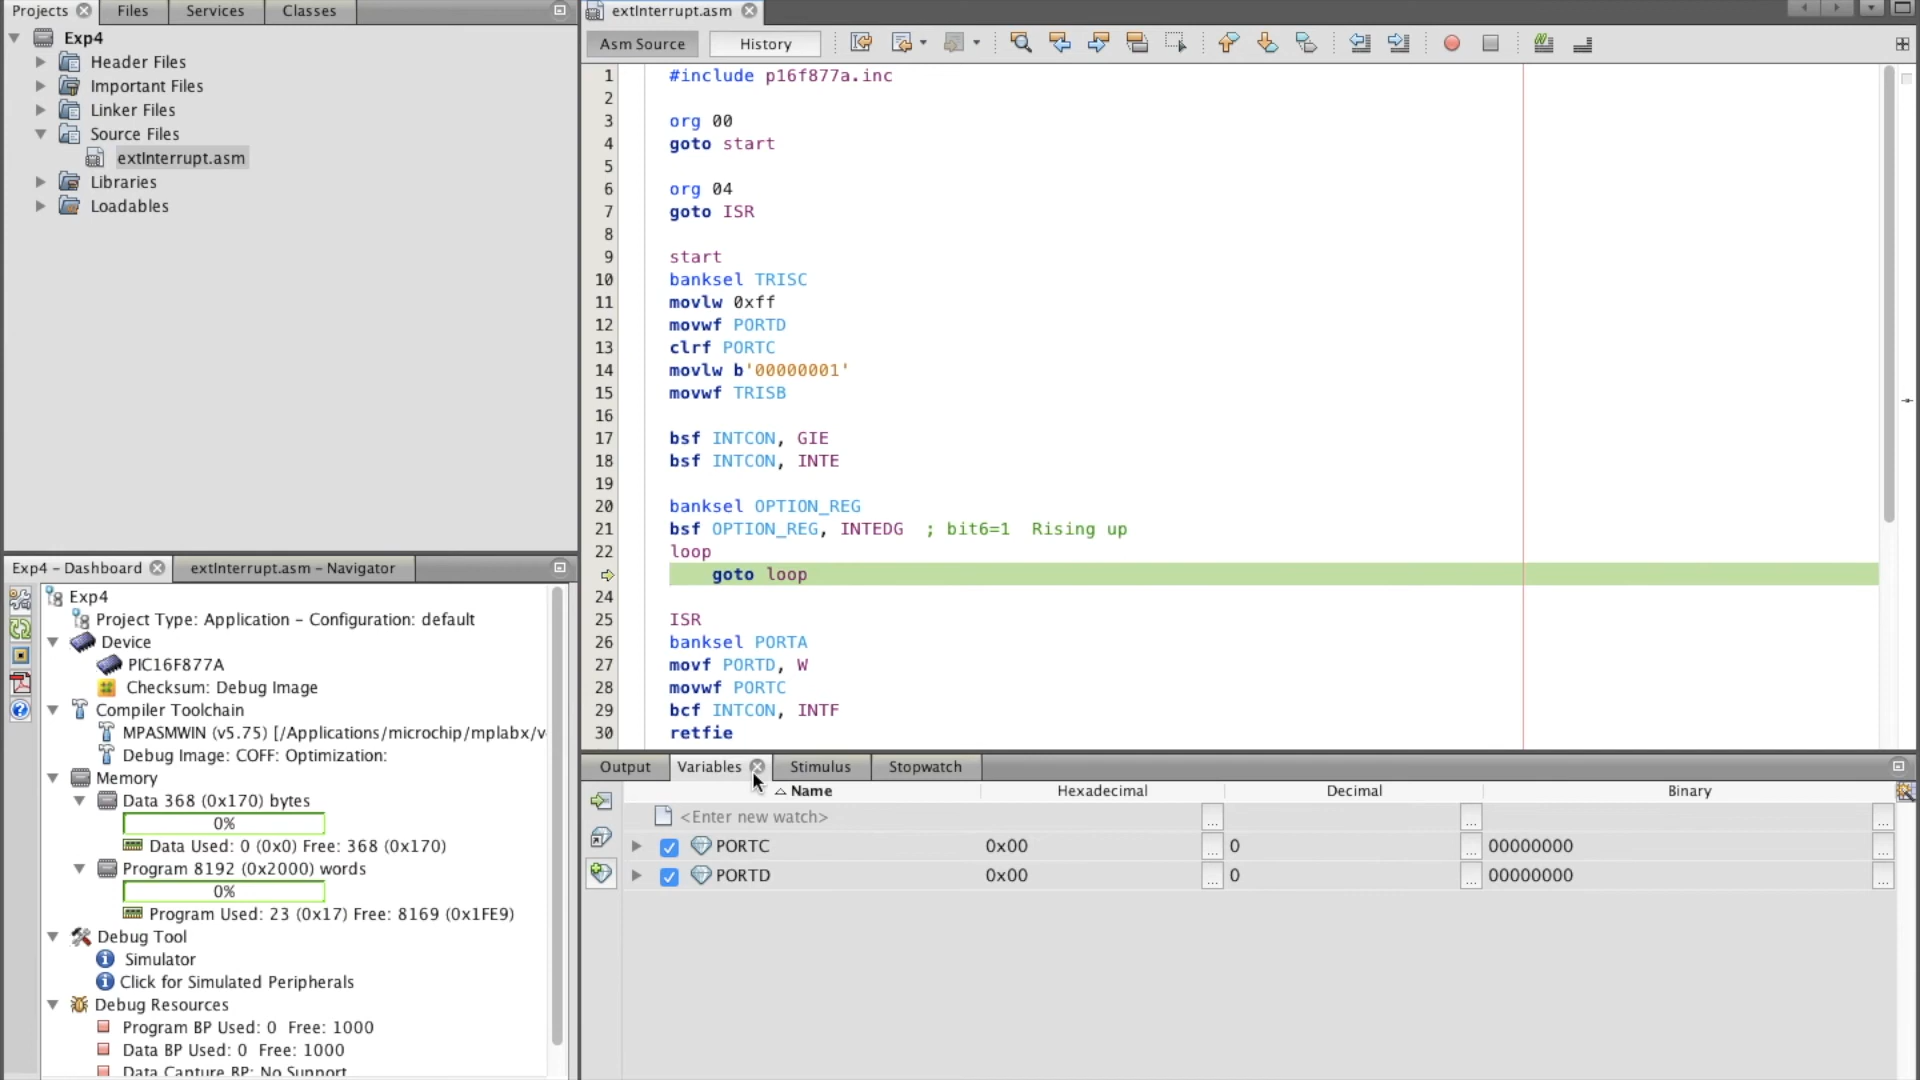 Projects
Files
Services
Classes
Exp4
Header Files
Important Files
Linker Files
Source Files
extInterrupt.asm
Libraries
Loadables
Exp4 – Dashboard
extInterrupt.asm – Navigator
Exp4
Project Type: Application – Configuration: default
Device
PIC16F877A
Checksum: Debug Image
Compiler Toolchain
MPASMWIN (v5.75) [/Applications/microchip/mplabx/v
Debug Image: COFF: Optimization:
Memory
Data 368 (0x170) bytes
0%
Data Used: 0 (0x0) Free: 368 (0x170)
Program 8192 (0x2000) words
0%
Program Used: 23 (0x17) Free: 8169 (0x1FE9)
Debug Tool
Simulator
Click for Simulated Peripherals
Debug Resources
Program BP Used: 0 Free: 1000
Data BP Used: 0 Free: 1000
Data Capture BP: No Support
extInterrupt.asm
Asm Source
History
1 #include p16f877a.inc
2
3 org 00
4 goto start
5
6 org 04
7 goto ISR
8
9 start
10 banksel TRISC
11 movlw 0xff
12 movwf PORTD
13 clrf PORTC
14 movlw b'00000001'
15 movwf TRISB
16
17 bsf INTCON, GIE
18 bsf INTCON, INTE
19
20 banksel OPTION_REG
21 bsf OPTION_REG, INTEDG ; bit6=1 Rising up
22 loop
goto loop
24
25 ISR
26 banksel PORTA
27 movf PORTD, W
28 movwf PORTC
29 bcf INTCON, INTF
30 retfie
Output
Variables
Stimulus
Stopwatch
Name Hexadecimal Decimal Binary
<Enter new watch> ... ... ...
PORTC 0x00 ... 0 ... 00000000 ...
PORTD 0x00 ... 0 ... 00000000 ...